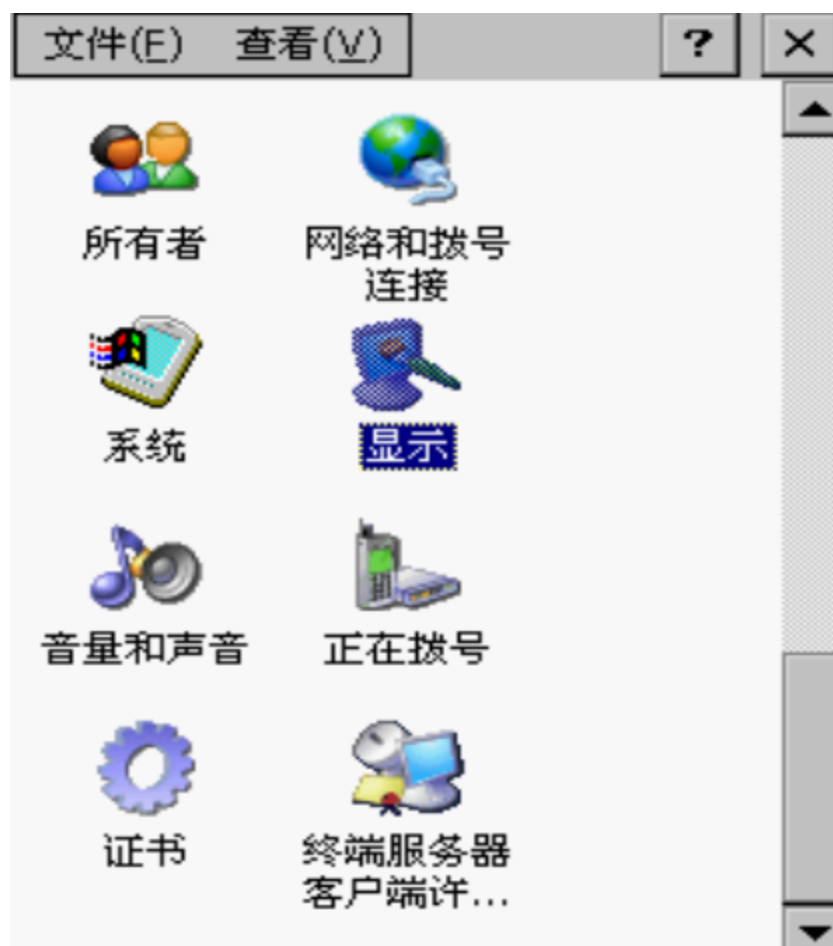 文件(F) 查看(V) ? ×
所有者 网络和拨号
连接
系统 显示
音量和声音 正在拨号
证书 终端服务器
客户端许...